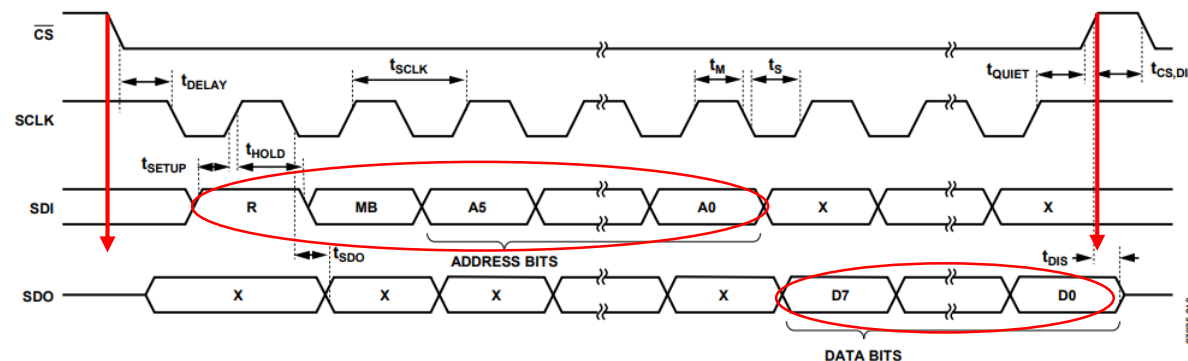 CS
tDELAY
tSCLK
tM
tS
tQUIET
tCS,DI
SCLK
tSETUP
tHOLD
SDI
R
MB
A5
A0
X
X
ADDRESS BITS
tSDO
tDIS
SDO
X
X
X
X
D7
D0
DATA BITS